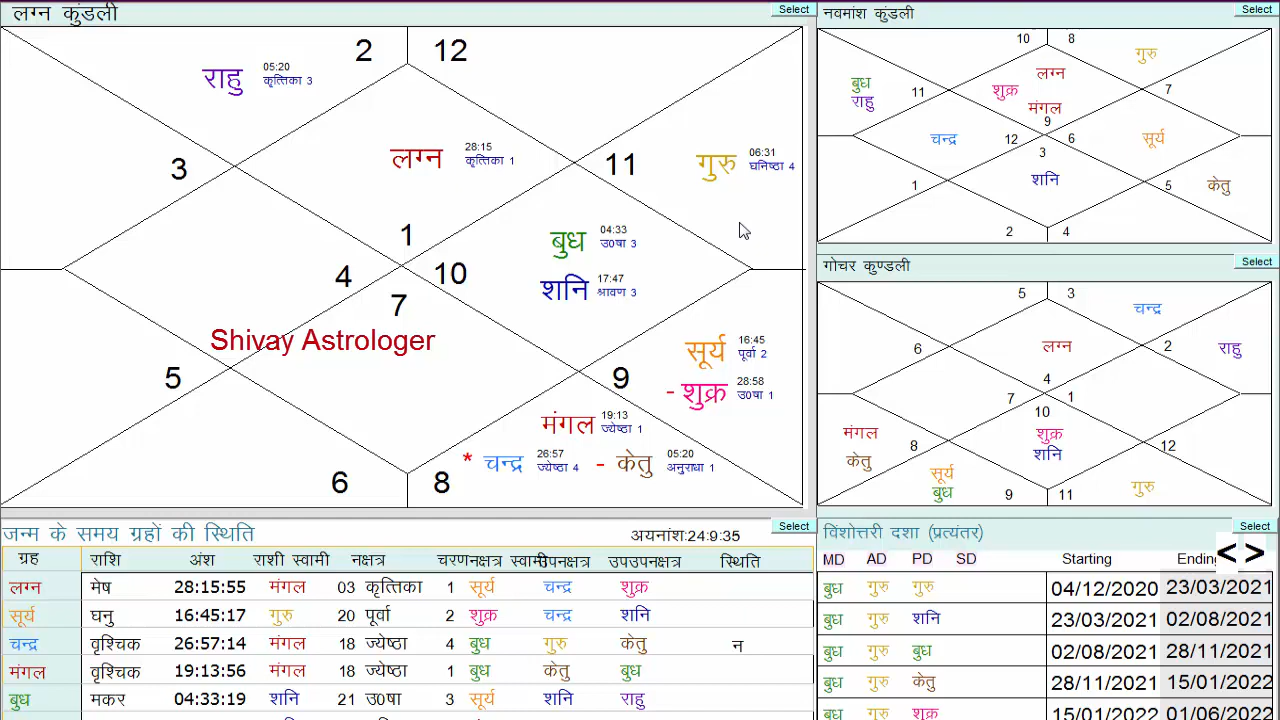 लग्न कुंडली
Select
2
12
राहु
05:20
कृत्तिका 3
लग्न
28:15
कृत्तिका 1
3
11
गुरु
06:31
घनिष्ठा 4
1
बुध
04:33
उ0षा 3
4
10
शनि
17:47
श्रावण 3
7
Shivay Astrologer
सूर्य
16:45
पूर्वा 2
5
9
- शुक्र
28:58
उ0षा 1
मंगल
19:13
ज्येष्ठा 1
* चन्द्र
26:57
ज्येष्ठा 4
- केतु
05:20
अनुराधा 1
6
8
नवमांश कुंडली
Select
10
8
गुरु
लग्न
बुध
राहु
11
शुक्र
मंगल
7
9
चन्द्र
12
6
सूर्य
3
1
शनि
5
केतु
2
4
गोचर कुण्डली
Select
5
3
चन्द्र
6
लग्न
2
राहु
4
7
1
10
मंगल
केतु
8
शुक्र
शनि
12
सूर्य
बुध
9
11
गुरु
जन्म के समय ग्रहों की स्थिति
अयनांश:24:9:35
Select
ग्रह राशि अंश राशी स्वामी नक्षत्र चरण नक्षत्र स्वामी उपनक्षत्र उपउपनक्षत्र स्थिति
लग्न मेष 28:15:55 मंगल 03 कृत्तिका 1 सूर्य चन्द्र शुक्र
सूर्य धनु 16:45:17 गुरु 20 पूर्वा 2 शुक्र चन्द्र शनि
चन्द्र वृश्चिक 26:57:14 मंगल 18 ज्येष्ठा 4 बुध गुरु केतु न
मंगल वृश्चिक 19:13:56 मंगल 18 ज्येष्ठा 1 बुध केतु बुध
बुध मकर 04:33:19 शनि 21 उ0षा 3 सूर्य शनि राहु
विंशोत्तरी दशा (प्रत्यंतर)
Select
MD AD PD SD Starting Ending
< >
बुध गुरु गुरु 04/12/2020 23/03/2021
बुध गुरु शनि 23/03/2021 02/08/2021
बुध गुरु बुध 02/08/2021 28/11/2021
बुध गुरु केतु 28/11/2021 15/01/2022
बुध गुरु शुक्र 15/01/2022 01/06/2022